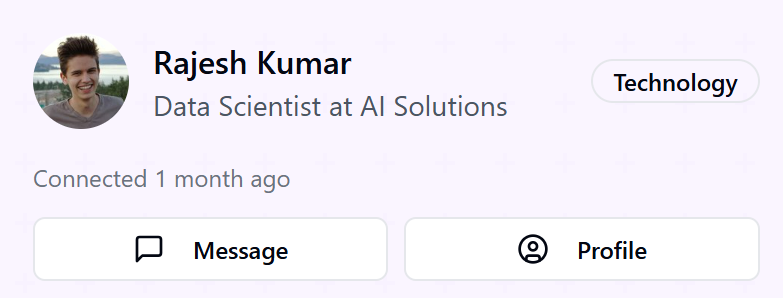 Rajesh Kumar
Data Scientist at AI Solutions
Technology
Connected 1 month ago
Message
Profile